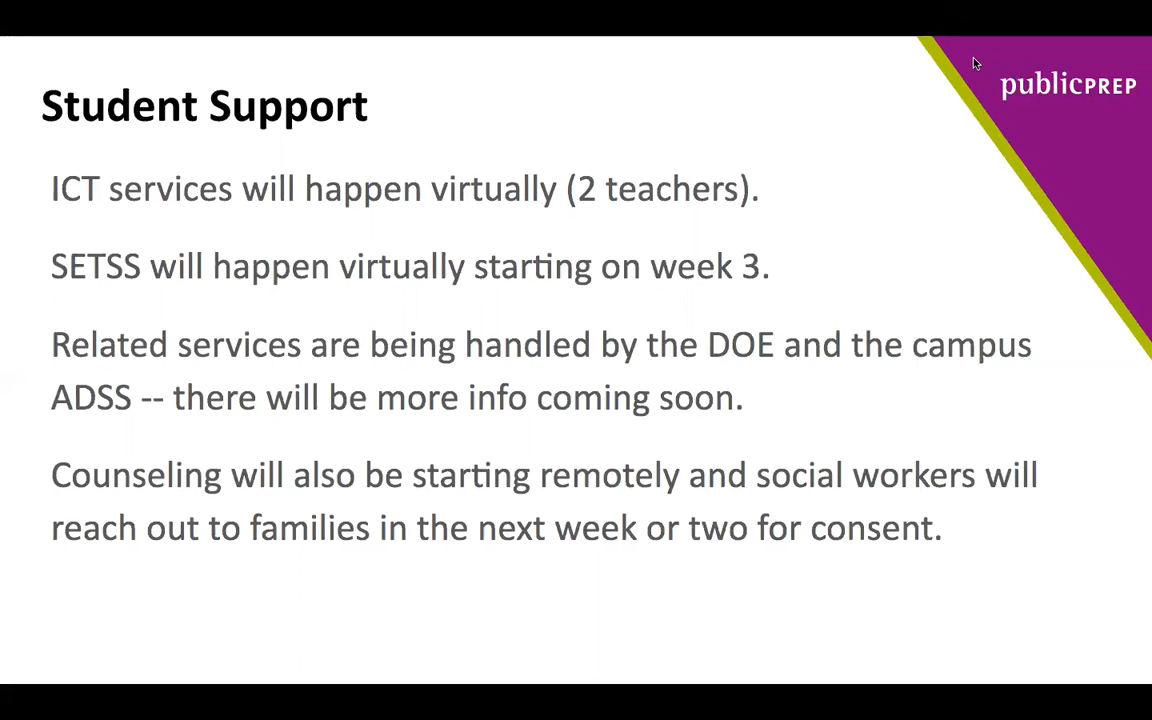 publicPREP
Student Support
ICT services will happen virtually (2 teachers).
SETSS will happen virtually starting on week 3.
Related services are being handled by the DOE and the campus
ADSS -- there will be more info coming soon.
Counseling will also be starting remotely and social workers will
reach out to families in the next week or two for consent.